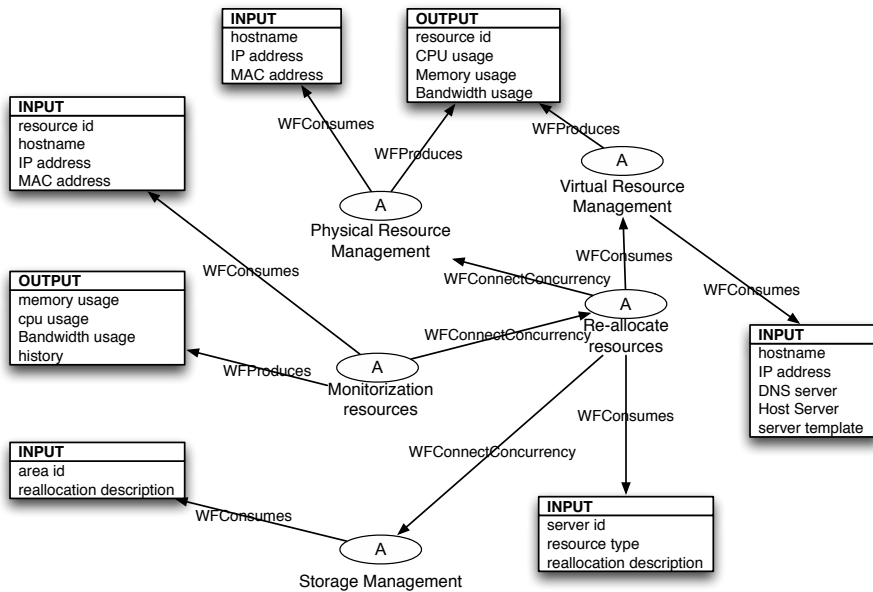 INPUT
hostname
IP address
MAC address
OUTPUT
resource id
CPU usage
Memory usage
Bandwidth usage
INPUT
resource id
hostname
IP address
MAC address
WFConsumes
WFProduces
WFProduces
A
Virtual Resource
Management
A
Physical Resource
Management
WFConsumes
WFConsumes
WFConnectConcurrency
WFConsumes
OUTPUT
memory usage
cpu usage
Bandwidth usage
history
A
Re-allocate
resources
WFConnectConcurrency
INPUT
hostname
IP address
DNS server
Host Server
server template
WFProduces
A
Monitorization
resources
WFConsumes
WFConnectConcurrency
INPUT
area id
reallocation description
WFConsumes
INPUT
server id
resource type
reallocation description
A
Storage Management